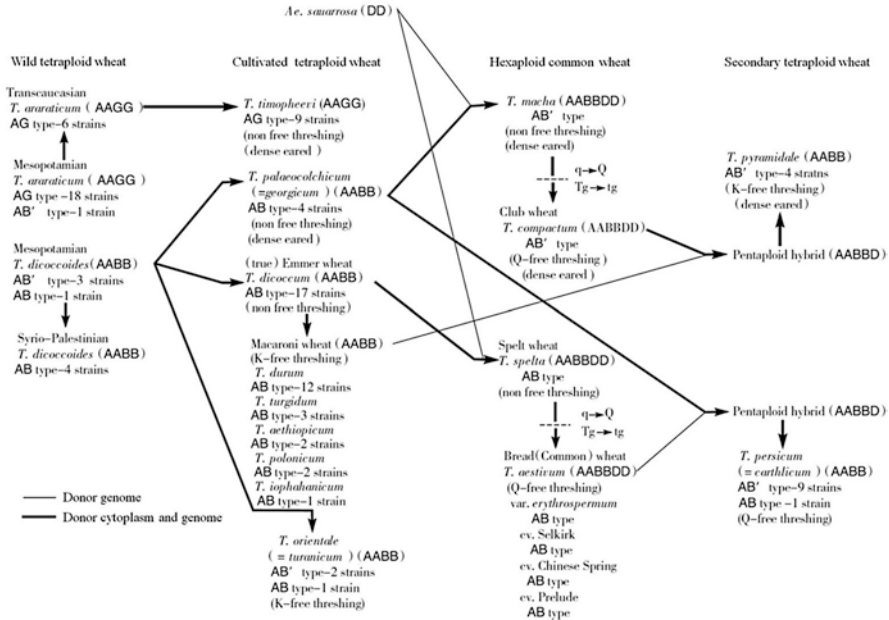 Ae. sauarrosa (DD)
Wild tetraploid wheat
Cultivated tetraploid wheat
Hexaploid common wheat
Secondary tetraploid wheat
Transcaucasian
T. araraticum ( AAGG)
AG type-6 strains
Mesopotamian
T. araraticum ( AAGG)
AG type -18 strains
AB′ type-1 strain
Mesopotamian
T. dicoccoides(AABB)
AB′ type-3 strains
AB type-1 strain
Syrio-Palestinian
T. dicoccoides (AABB)
AB type-4 strains
Donor genome
Donor cytoplasm and genome
T. timopheevi (AAGG)
AG type-9 strains
(non free threshing)
(dense eared )
T. palaeocolchicum
(=georgicum) (AABB)
AB type-4 strains
(non free threshing)
(dense eared )
(true) Emmer wheat
T. dicoccum (AABB)
AB type-17 strains
(non free threshing)
Macaroni wheat (AABB)
(K-free threshing )
T. durum
AB type-12 strains
T. turgidum
AB type-3 strains
T. aethiopicum
AB type-2 strains
T. polonicum
AB type-2 strains
T. iophahanicum
AB type-1 strain
T. orientale
( = turanicum ) (AABB)
AB′ type-2 strains
AB type-1 strain
(K-free threshing)
T. macha (AABBDD)
AB′ type
(non free threshing)
(dense eared)
q→Q
Tg→tg
Club wheat
T. compactum (AABBDD)
AB′ type
(Q-free threshing )
(dense eared )
Spelt wheat
T. spelta (AABBDD)
AB type
(non free threshing)
q→Q
Tg→tg
Bread(Common) wheat
T. aestivum (AABBDD)
(Q-free threshing)
var. erythrospermum
AB type
cv. Selkirk
AB type
cv. Chinese Spring
AB type
cv. Prelude
AB type
T. pyramidale (AABB)
AB′ type-4 stratns
(K-free threshing)
(dense eared )
Pentaploid hybrid (AABBD)
Pentaploid hybrid (AABBD)
T. persicum
( = carthlicum ) (AABB)
AB′ type-9 strains
AB type -1 strain
(Q-free threshing)